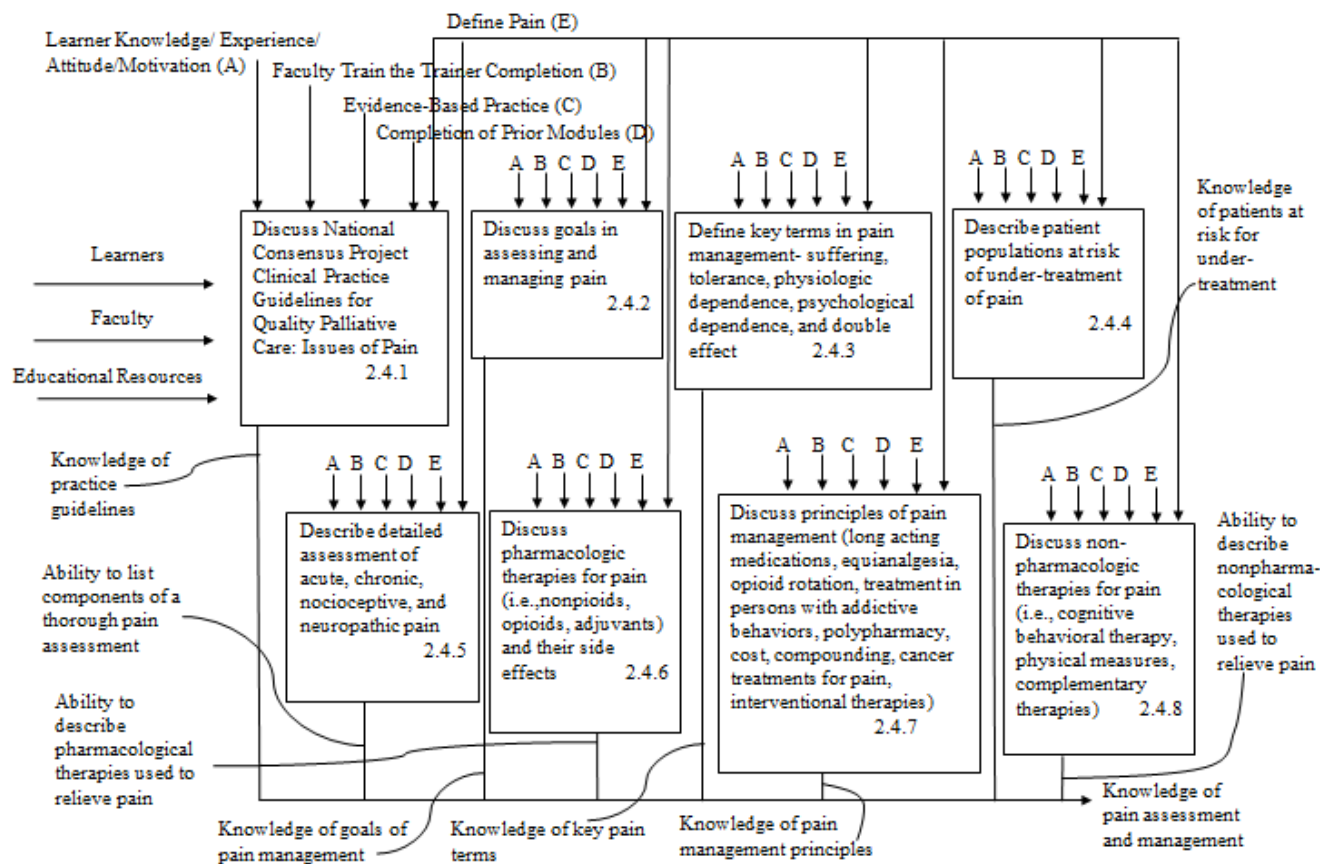 Define Pain (E)
Learner Knowledge/ Experience/
Attitude/Motivation (A)
Faculty Train the Trainer Completion (B)
Evidence-Based Practice (C)
Completion of Prior Modules (D)
A B C D E
A B C D E
A B C D E
Learners
Faculty
Educational Resources
Discuss National
Consensus Project
Clinical Practice
Guidelines for
Quality Palliative
Care: Issues of Pain
2.4.1
Discuss goals in
assessing and
managing pain
2.4.2
Define key terms in pain
management- suffering,
tolerance, physiologic
dependence, psychological
dependence, and double
effect 2.4.3
Describe patient
populations at risk
of under-treatment
of pain
2.4.4
Knowledge
of patients at
risk for
under-
treatment
Knowledge of
practice
guidelines
A B C D E
A B C D E
A B C D E
A B C D E
Describe detailed
assessment of
acute, chronic,
nocioceptive, and
neuropathic pain
2.4.5
Discuss
pharmacologic
therapies for pain
(i.e.,nonpioids,
opioids, adjuvants)
and their side
effects 2.4.6
Discuss principles of pain
management (long acting
medications, equianalgesia,
opioid rotation, treatment in
persons with addictive
behaviors, polypharmacy,
cost, compounding, cancer
treatments for pain,
interventional therapies)
2.4.7
Discuss non-
pharmacologic
therapies for pain
(i.e., cognitive
behavioral therapy,
physical measures,
complementary
therapies) 2.4.8
Ability to
describe
nonpharma-
cological
therapies
used to
relieve pain
Ability to list
components of a
thorough pain
assessment
Ability to
describe
pharmacological
therapies used to
relieve pain
Knowledge of goals of
pain management
Knowledge of key pain
terms
Knowledge of pain
management principles
Knowledge of
pain assessment
and management